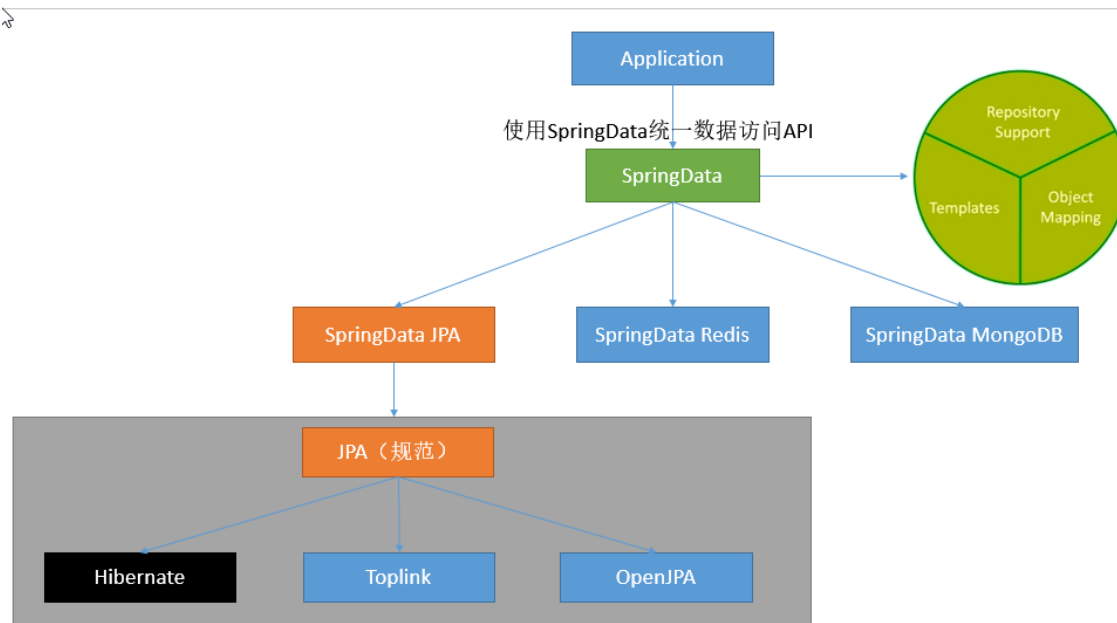 Application
使用SpringData统一数据访问API
SpringData
Repository
Support
Templates
Object
Mapping
SpringData JPA
SpringData Redis
SpringData MongoDB
JPA（规范）
Hibernate
Toplink
OpenJPA